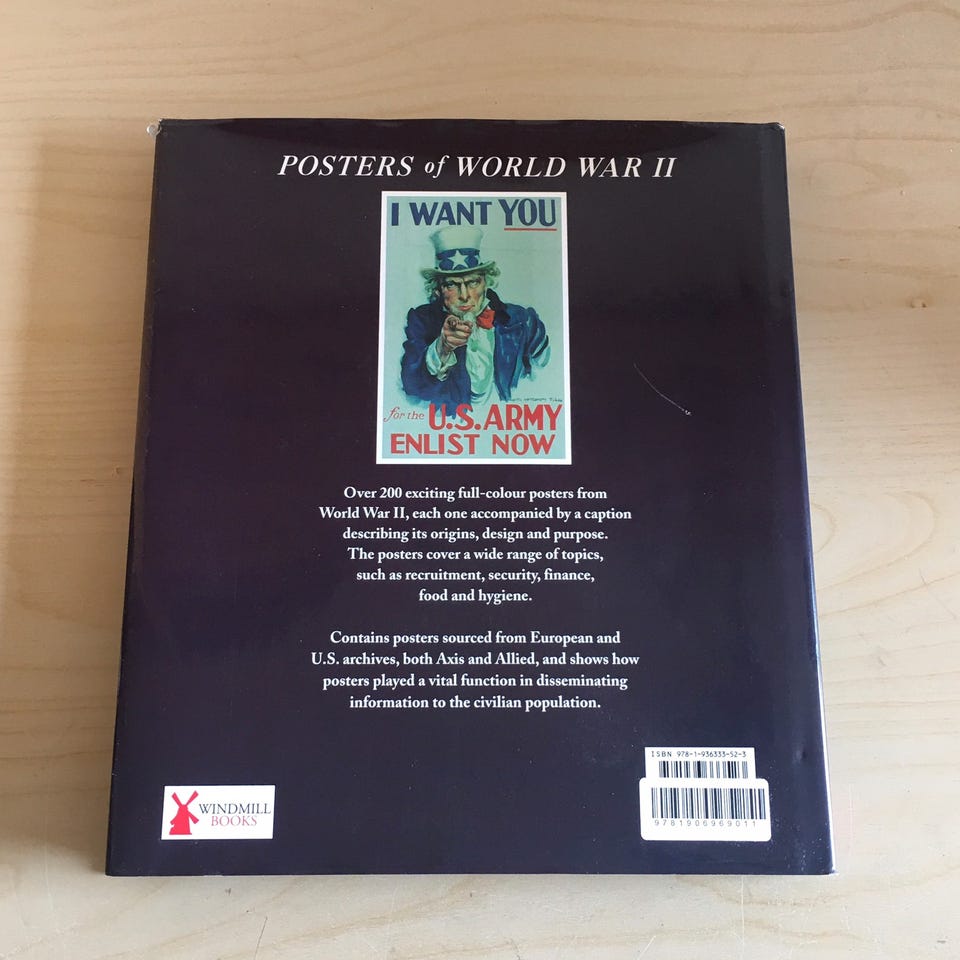 POSTERS of WORLD WAR II
I WANT YOU
for the U.S. ARMY
ENLIST NOW
Over 200 exciting full-colour posters from
World War II, each one accompanied by a caption
describing its origins, design and purpose.
The posters cover a wide range of topics,
such as recruitment, security, finance,
food and hygiene.
Contains posters sourced from European and
U.S. archives, both Axis and Allied, and shows how
posters played a vital function in disseminating
information to the civilian population.
ISBN 978-1-936333-52-3
9781906969011
WINDMILL
BOOKS